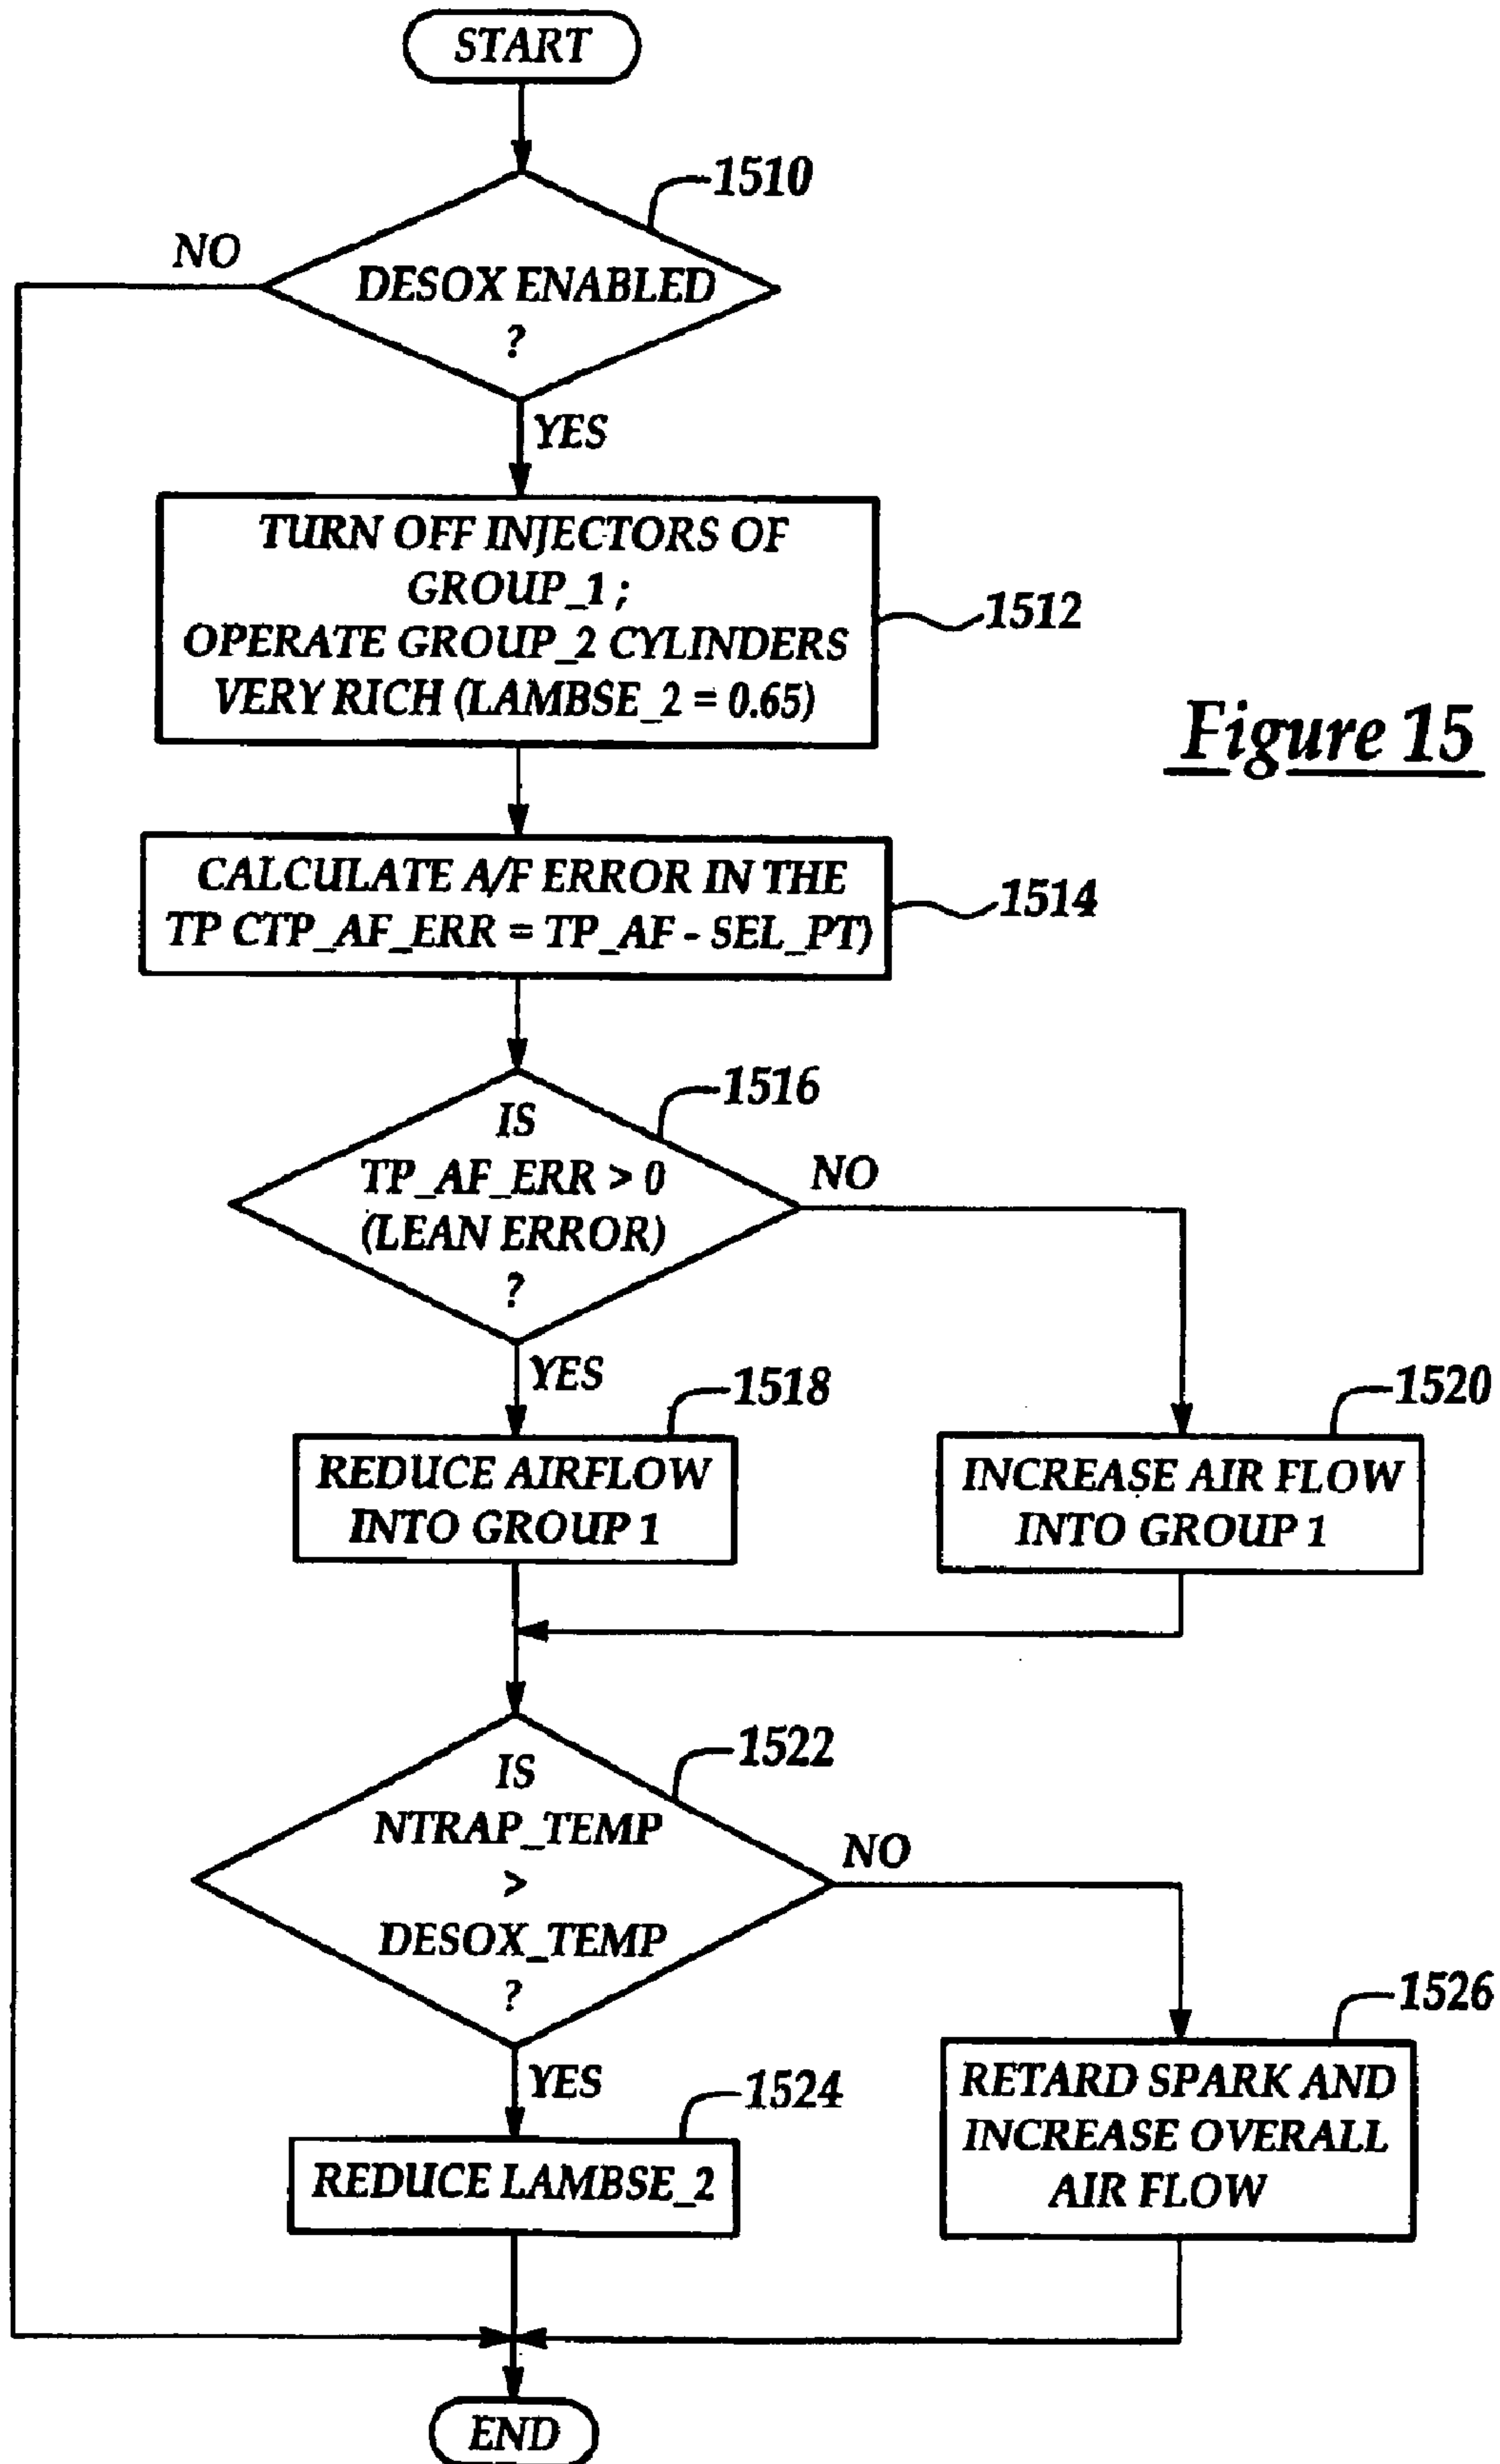 START
1510
NO
DESOX ENABLED
?
YES
TURN OFF INJECTORS OF
GROUP_1 ;
OPERATE GROUP_2 CYLINDERS
VERY RICH (LAMBSE_2 = 0.65)
1512
Figure 15
CALCULATE A/F ERROR IN THE
TP CTP_AF_ERR = TP_AF - SEL_PT)
1514
1516
IS
TP_AF_ERR > 0
(LEAN ERROR)
?
NO
YES
1518
1520
REDUCE AIRFLOW
INTO GROUP 1
INCREASE AIR FLOW
INTO GROUP 1
1522
IS
NTRAP_TEMP
>
DESOX_TEMP
?
NO
YES
1524
1526
REDUCE LAMBSE_2
RETARD SPARK AND
INCREASE OVERALL
AIR FLOW
END